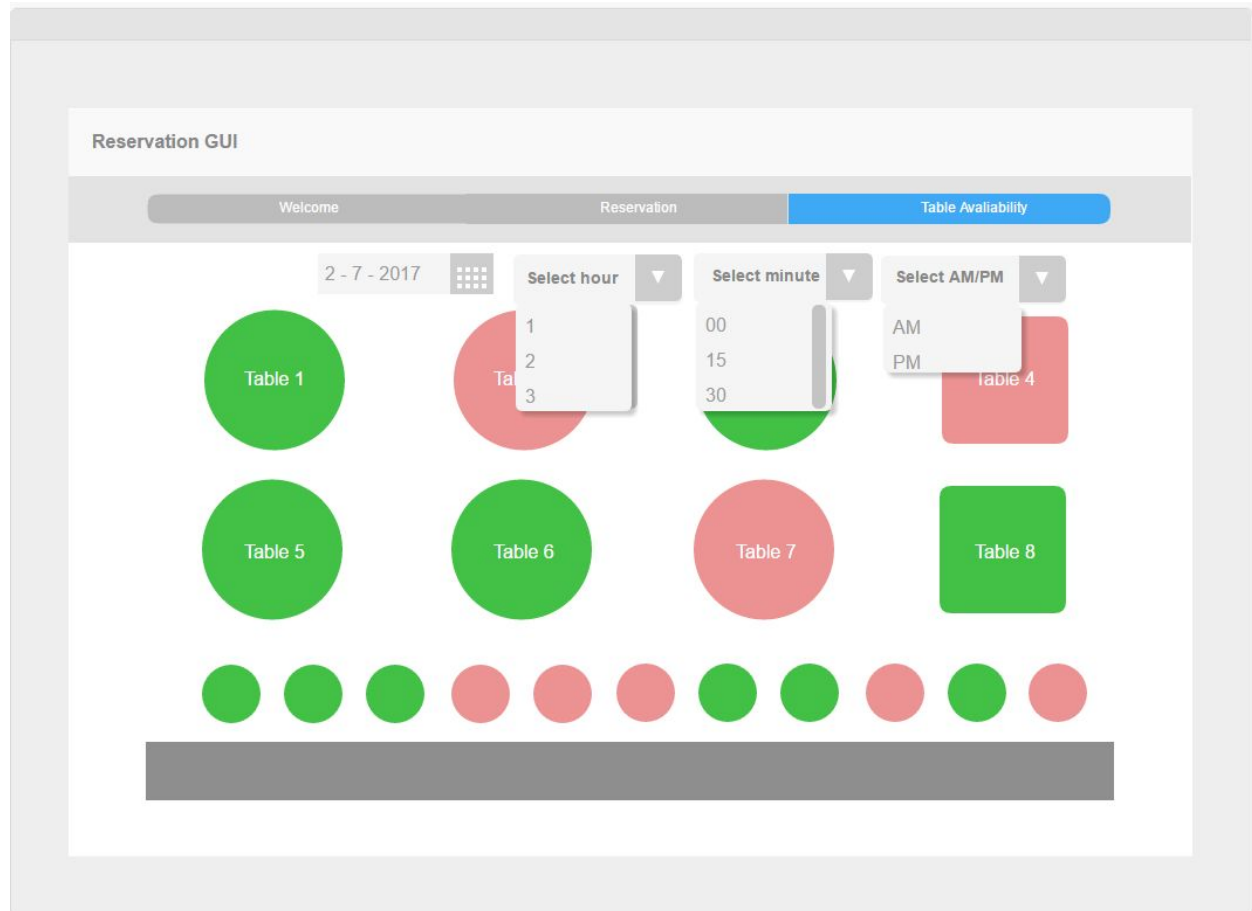 Reservation GUI
Welcome Reservation Table Avaliability
2 - 7 - 2017 Select hour Select minute Select AM/PM
1 00 AM
2 15 PM
3 30
Table 1 Table 4
Table 5 Table 6 Table 7 Table 8